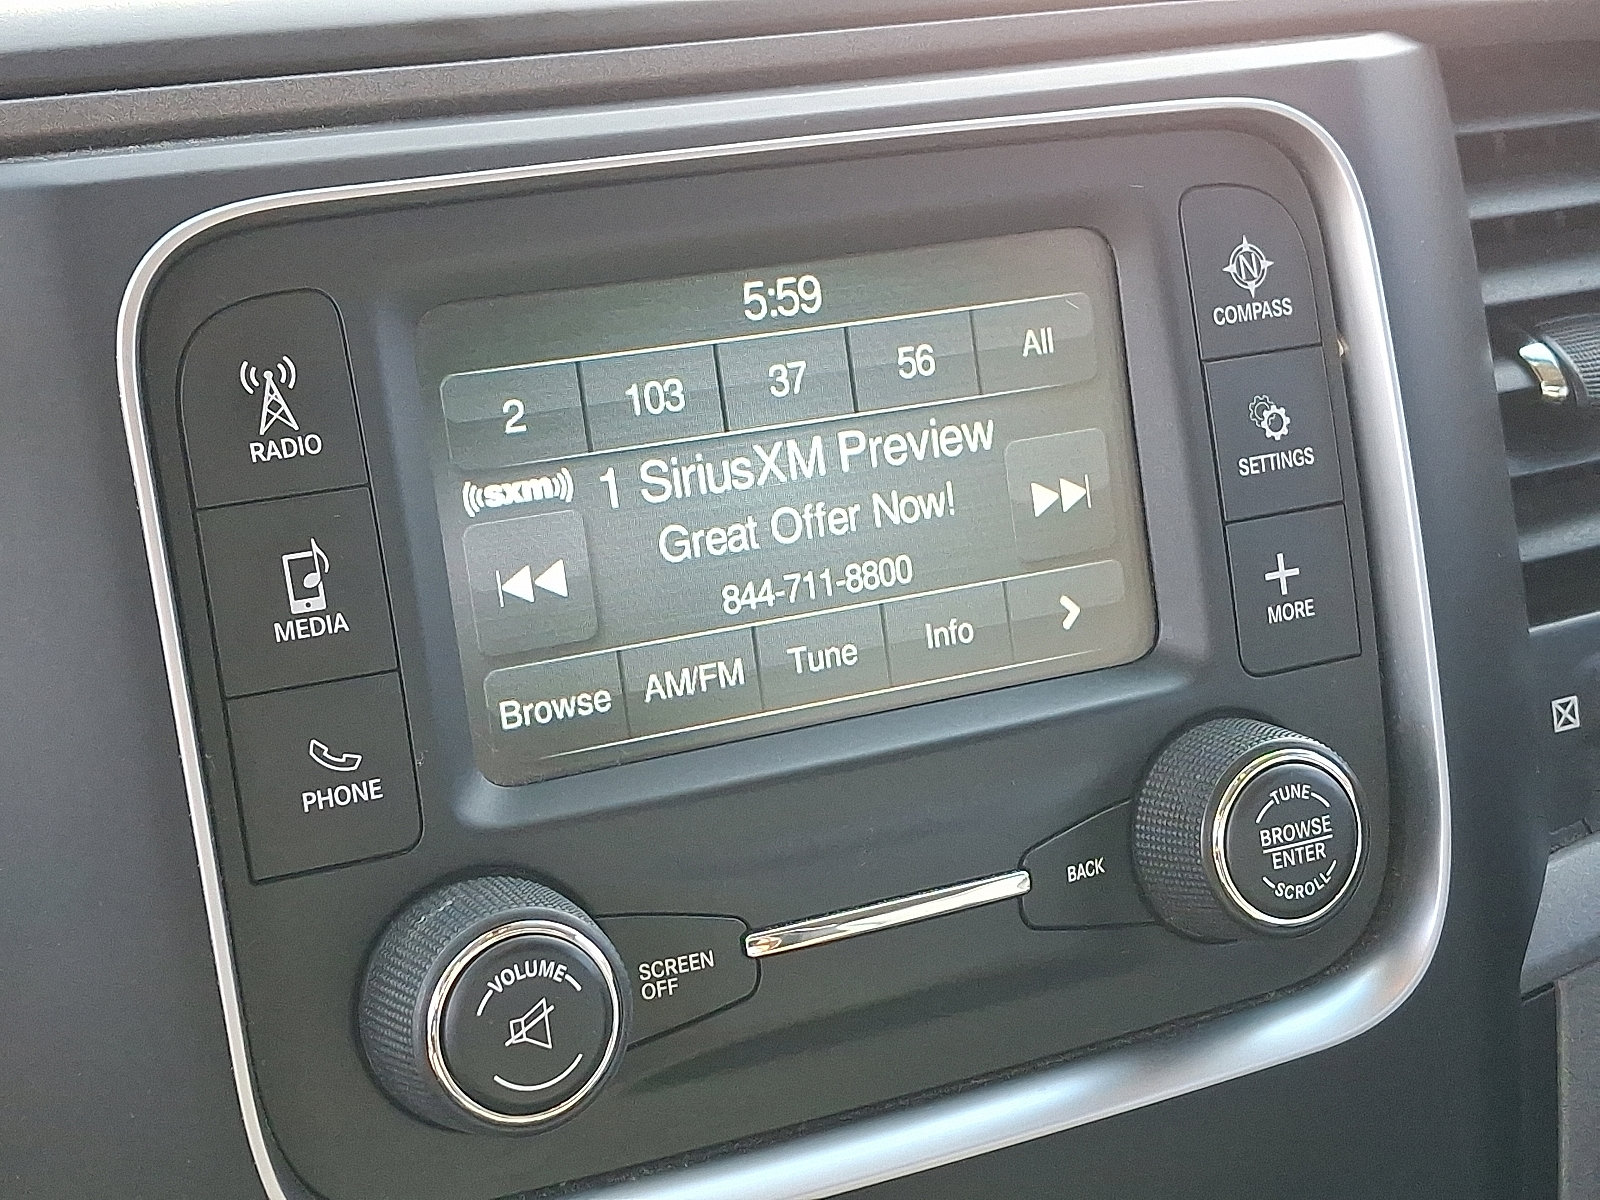 5:59
2 103 37 56 All
((sxm)) 1 SiriusXM Preview
Great Offer Now!
844-711-8800
Browse AM/FM Tune Info
RADIO
MEDIA
PHONE
N
COMPASS
SETTINGS
MORE
VOLUME
SCREEN
OFF
BACK
TUNE
BROWSE
ENTER
SCROLL